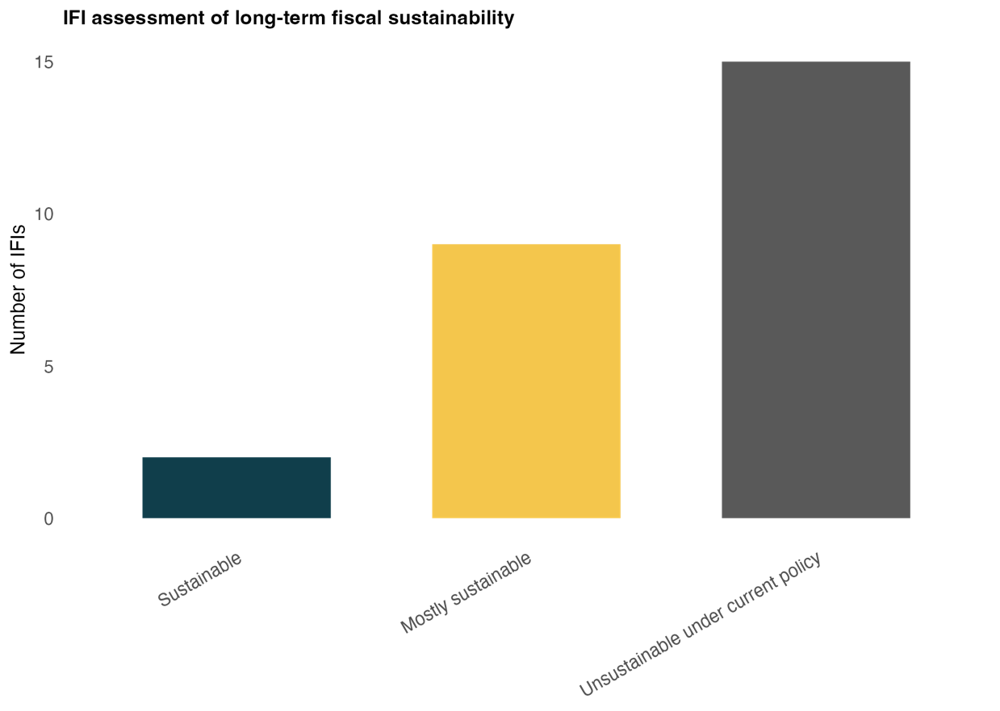 IFI assessment of long-term fiscal sustainability
Number of IFIs
15
10
5
0
Sustainable
Mostly sustainable
Unsustainable under current policy